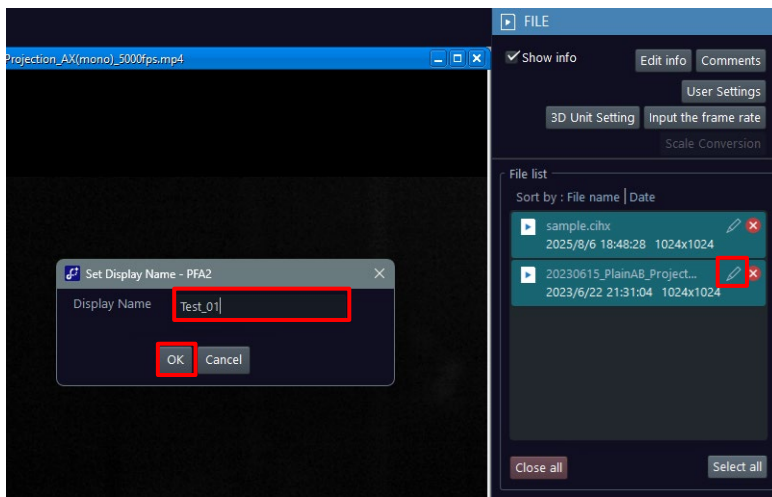 Projection_AX(mono)_5000fps.mp4
FILE
Show info
Edit info
Comments
User Settings
3D Unit Setting
Input the frame rate
Scale Conversion
File list
Sort by : File name | Date
sample.cihx
2025/8/6 18:48:28 1024x1024
20230615_PlainAB_Project...
2023/6/22 21:31:04 1024x1024
Close all
Select all
Set Display Name - PFA2
Display Name
Test_01
OK
Cancel